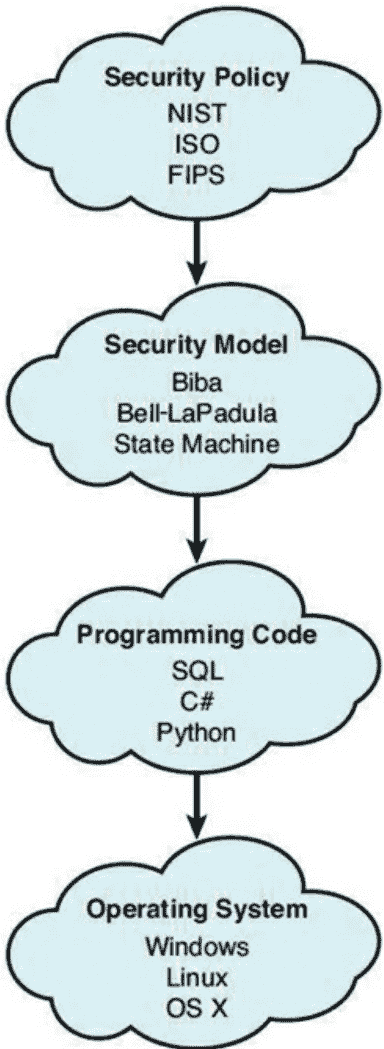 Security Policy
NIST
ISO
FIPS
Security Model
Biba
Bell-LaPadula
State Machine
Programming Code
SQL
C#
Python
Operating System
Windows
Linux
OS X